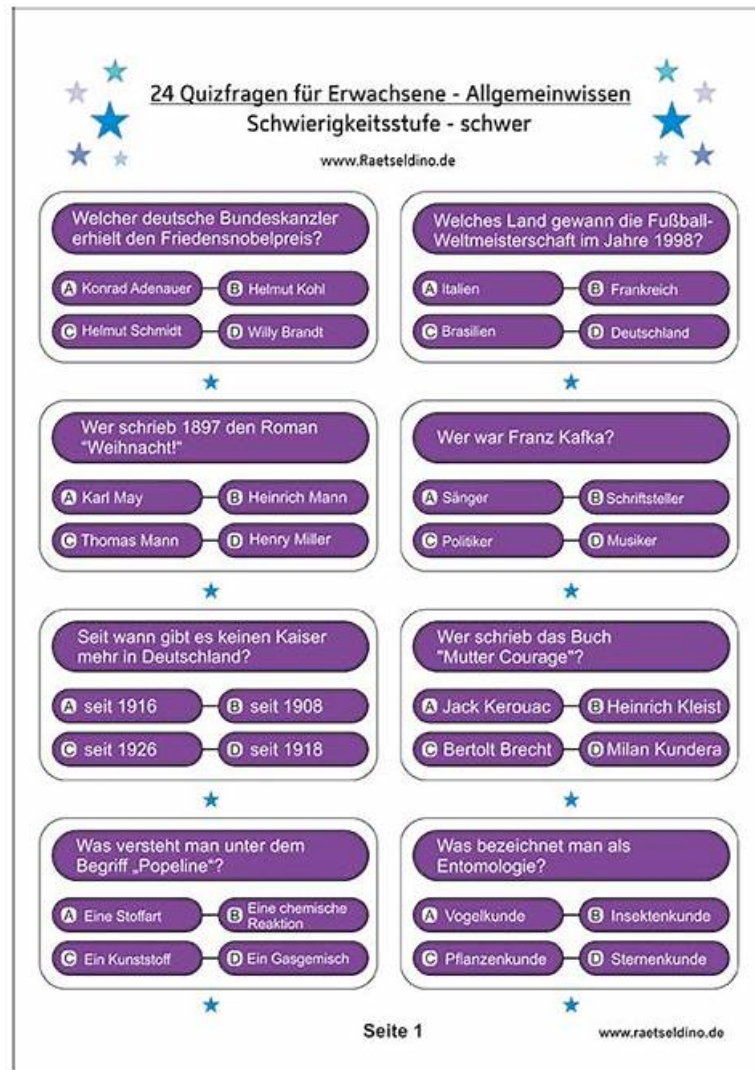 24 Quizfragen für Erwachsene - Allgemeinwissen
Schwierigkeitsstufe - schwer
www.Raetseldino.de
Welcher deutsche Bundeskanzler
erhielt den Friedensnobelpreis?
A Konrad Adenauer
B Helmut Kohl
C Helmut Schmidt
D Willy Brandt
Welches Land gewann die Fußball-
Weltmeisterschaft im Jahre 1998?
A Italien
B Frankreich
C Brasilien
D Deutschland
Wer schrieb 1897 den Roman
"Weihnacht!"
A Karl May
B Heinrich Mann
C Thomas Mann
D Henry Miller
Wer war Franz Kafka?
A Sänger
B Schriftsteller
C Politiker
D Musiker
Seit wann gibt es keinen Kaiser
mehr in Deutschland?
A seit 1916
B seit 1908
C seit 1926
D seit 1918
Wer schrieb das Buch
"Mutter Courage"?
A Jack Kerouac
B Heinrich Kleist
C Bertolt Brecht
D Milan Kundera
Was versteht man unter dem
Begriff „Popeline“?
A Eine Stoffart
B Eine chemische
Reaktion
C Ein Kunststoff
D Ein Gasgemisch
Was bezeichnet man als
Entomologie?
A Vogelkunde
B Insektenkunde
C Pflanzenkunde
D Sternenkunde
Seite 1
www.raetseldino.de